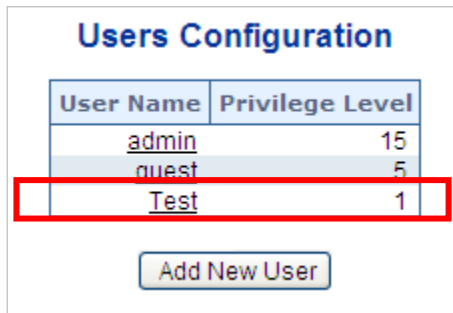 Users Configuration
User Name Privilege Level
admin 15
guest 5
Test 1
Add New User